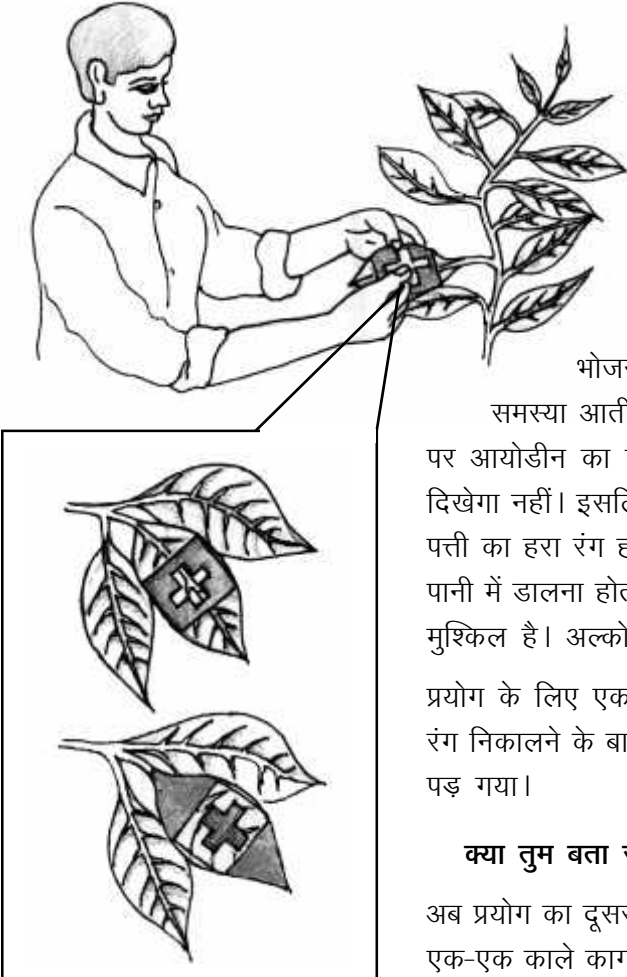 भोजन
समस्या आती
पर आयोडीन का
दिखेगा नहीं। इसलि
पत्ती का हरा रंग ह
पानी में डालना होत
मुश्किल है। अल्को
प्रयोग के लिए एक
रंग निकालने के बा
पड़ गया।
क्या तुम बता
अब प्रयोग का दूसर
एक-एक काले काग